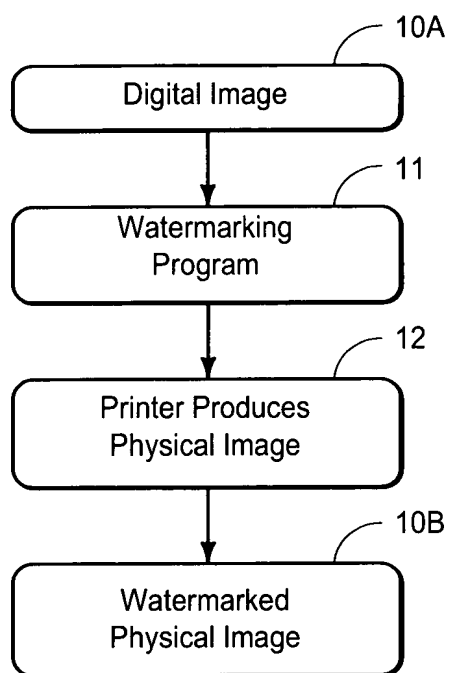 10A
Digital Image
11
Watermarking
Program
12
Printer Produces
Physical Image
10B
Watermarked
Physical Image